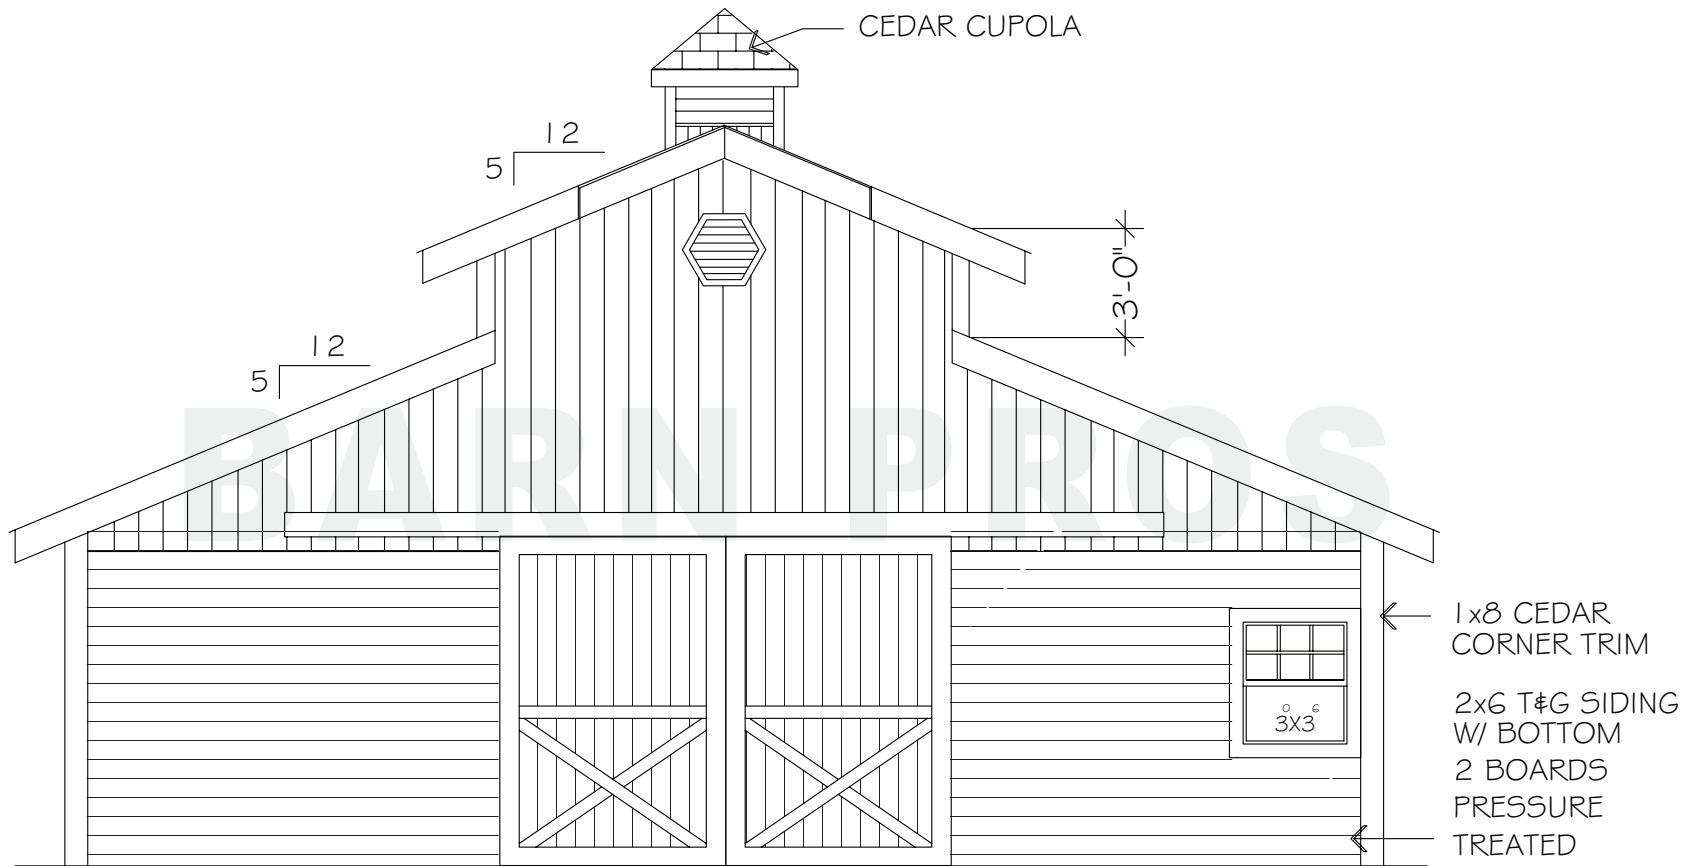 CEDAR CUPOLA
12
5
3'-0"
12
5
BARN PROS
1x8 CEDAR
CORNER TRIM
2x6 T&G SIDING
W/ BOTTOM
2 BOARDS
PRESSURE
TREATED
0 6
3X3